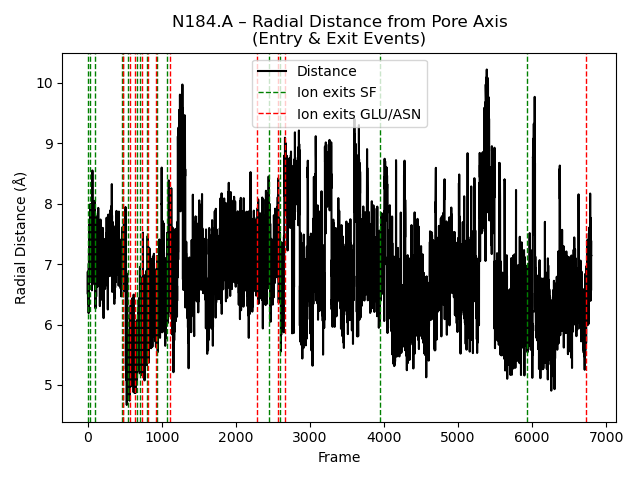 N184.A – Radial Distance from Pore Axis
(Entry & Exit Events)
Distance
Ion exits SF
Ion exits GLU/ASN
Radial Distance (Å)
10
9
8
7
6
5
0
1000
2000
3000
4000
5000
6000
7000
Frame